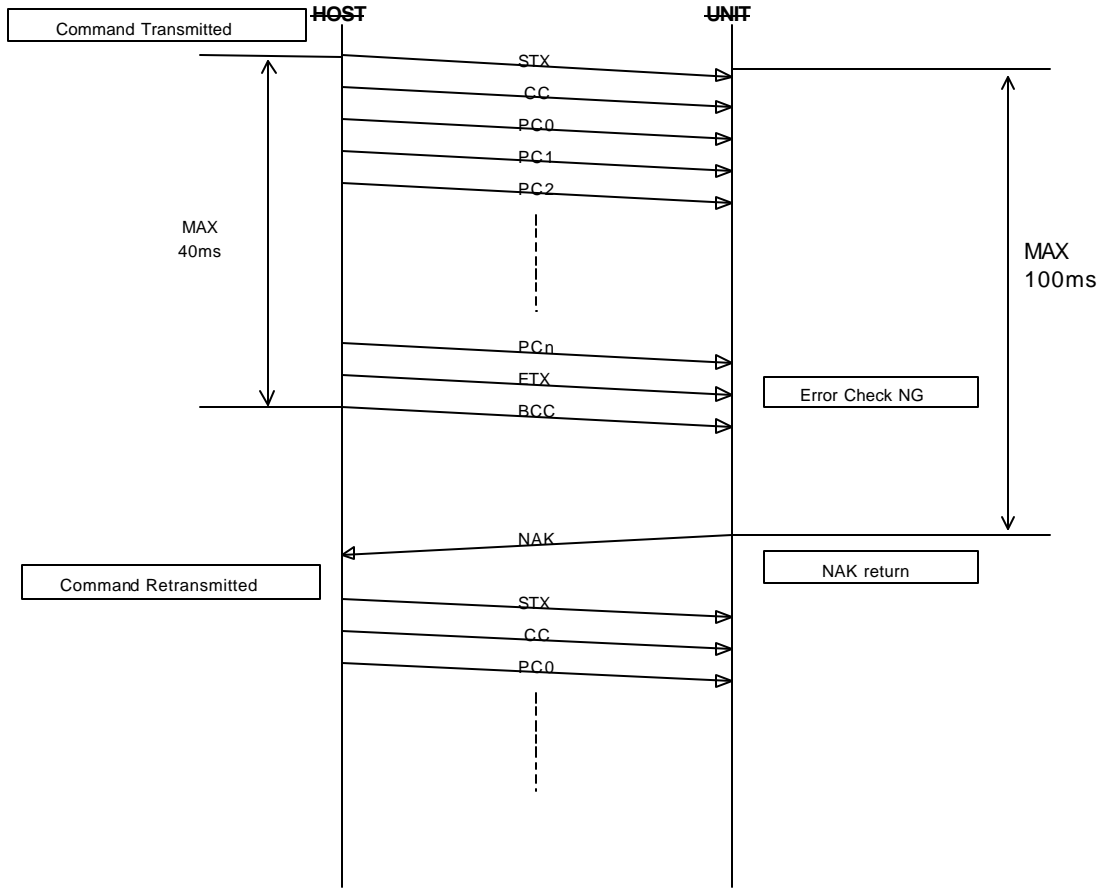 HOST
UNIT
Command Transmitted
STX
CC
PC0
PC1
PC2
MAX
40ms
MAX
100ms
PCn
ETX
Error Check NG
BCC
NAK
NAK return
Command Retransmitted
STX
CC
PC0